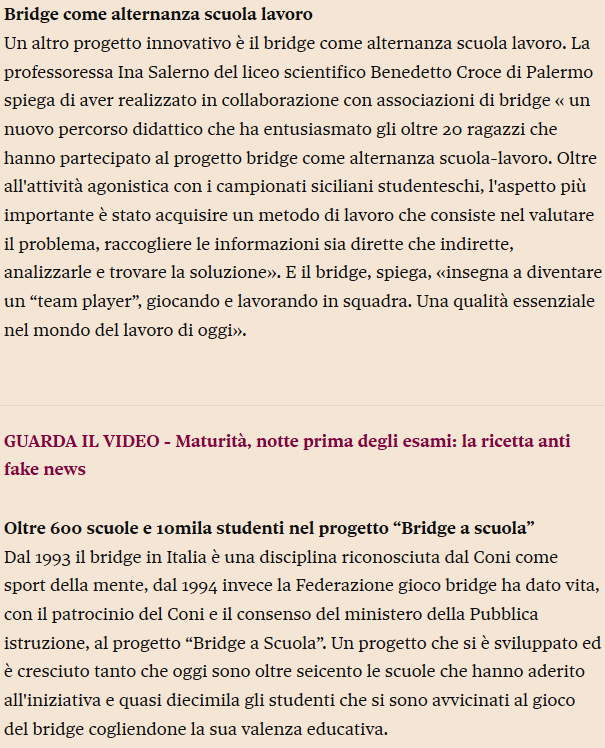 Bridge come alternanza scuola lavoro
Un altro progetto innovativo è il bridge come alternanza scuola lavoro. La
professoressa Ina Salerno del liceo scientifico Benedetto Croce di Palermo
spiega di aver realizzato in collaborazione con associazioni di bridge « un
nuovo percorso didattico che ha entusiasmato gli oltre 20 ragazzi che
hanno partecipato al progetto bridge come alternanza scuola-lavoro. Oltre
all'attività agonistica con i campionati siciliani studenteschi, l'aspetto più
importante è stato acquisire un metodo di lavoro che consiste nel valutare
il problema, raccogliere le informazioni sia dirette che indirette,
analizzarle e trovare la soluzione». E il bridge, spiega, «insegna a diventare
un “team player”, giocando e lavorando in squadra. Una qualità essenziale
nel mondo del lavoro di oggi».
GUARDA IL VIDEO - Maturità, notte prima degli esami: la ricetta anti
fake news
Oltre 600 scuole e 10mila studenti nel progetto “Bridge a scuola”
Dal 1993 il bridge in Italia è una disciplina riconosciuta dal Coni come
sport della mente, dal 1994 invece la Federazione gioco bridge ha dato vita,
con il patrocinio del Coni e il consenso del ministero della Pubblica
istruzione, al progetto “Bridge a Scuola”. Un progetto che si è sviluppato ed
è cresciuto tanto che oggi sono oltre seicento le scuole che hanno aderito
all'iniziativa e quasi diecimila gli studenti che si sono avvicinati al gioco
del bridge cogliendone la sua valenza educativa.